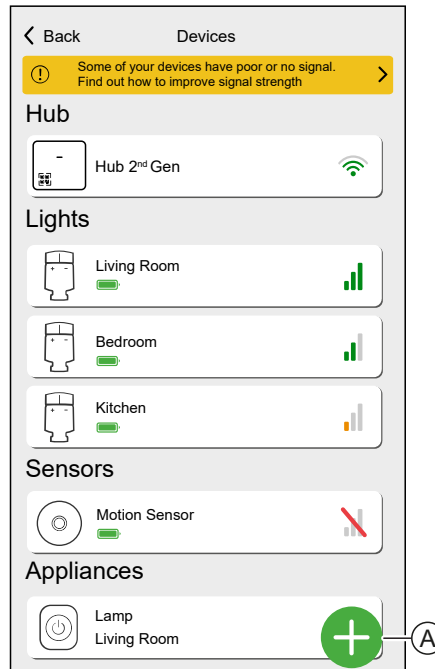 Back
Devices
Some of your devices have poor or no signal.
Find out how to improve signal strength
Hub
Hub 2nd Gen
Lights
Living Room
Bedroom
Kitchen
Sensors
Motion Sensor
Appliances
Lamp
Living Room
A